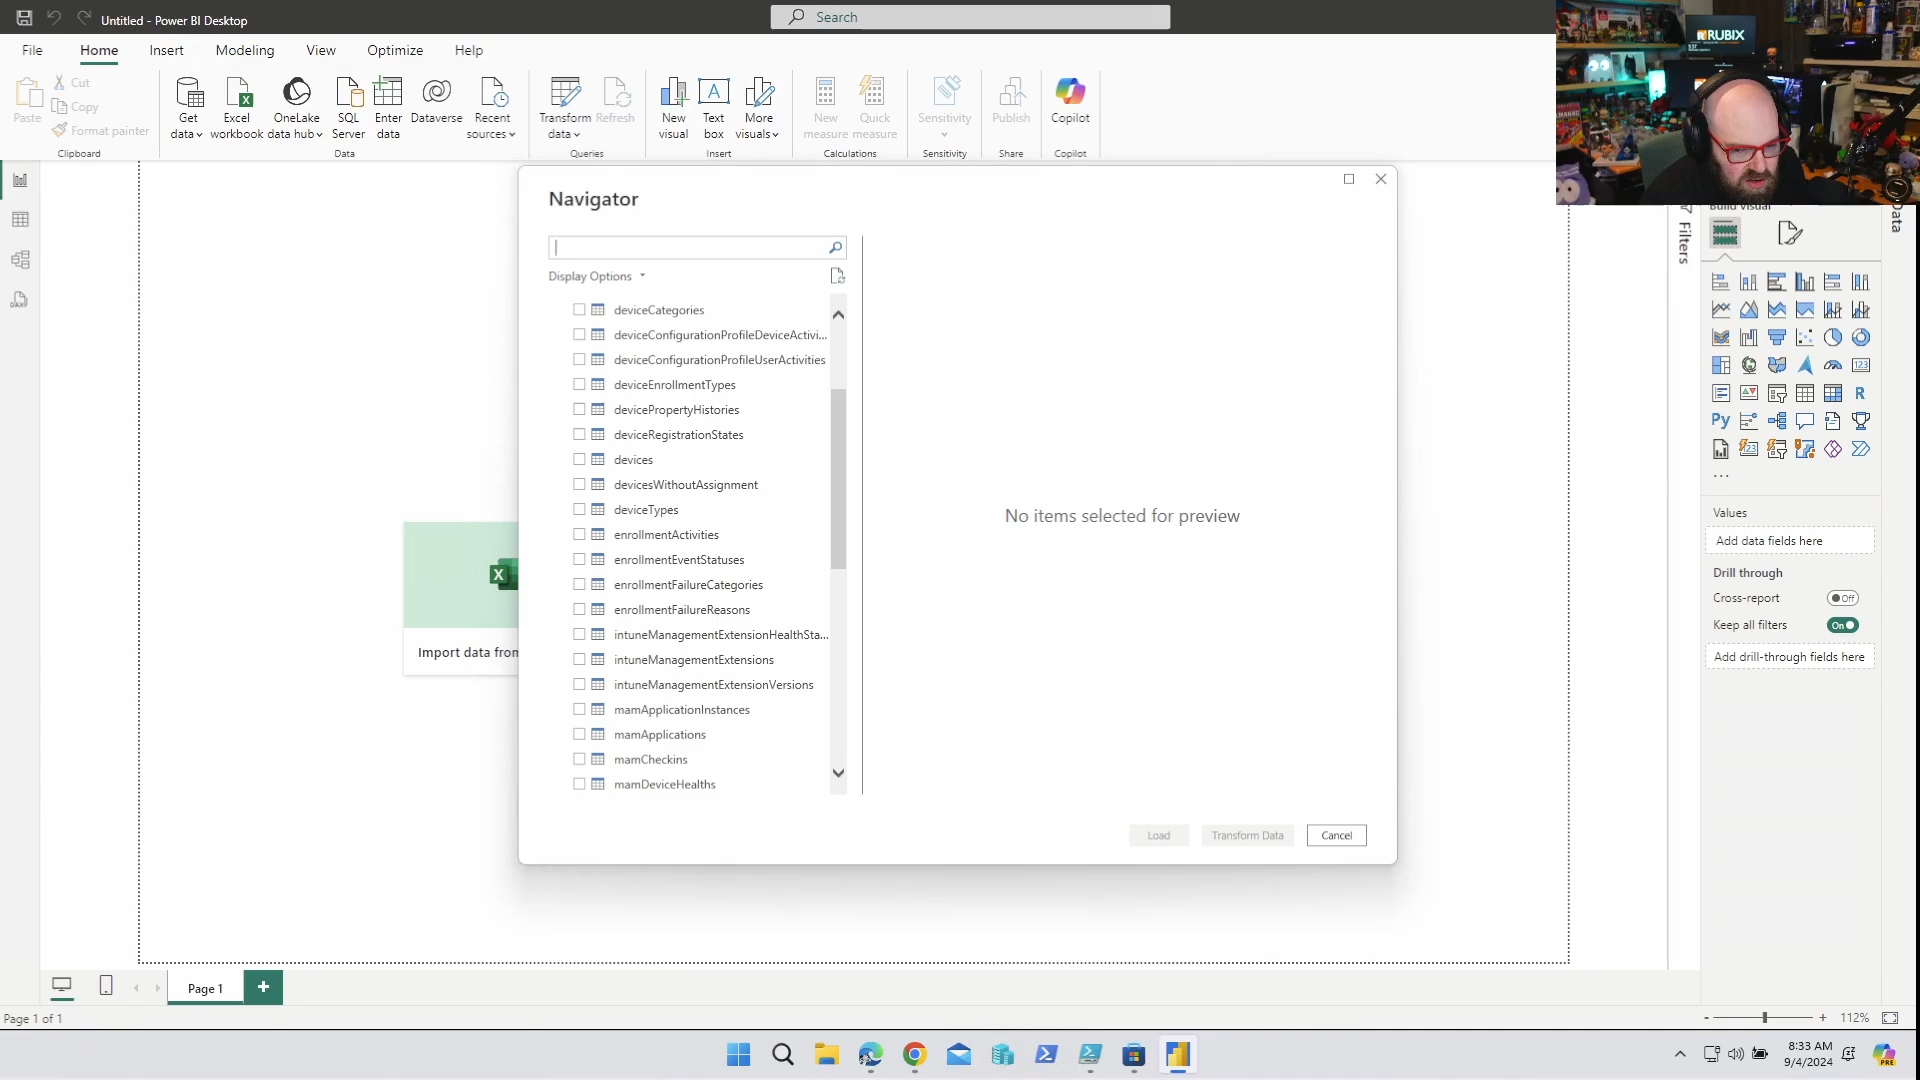 Untitled - Power BI Desktop
Search
File
Home
Insert
Modeling
View
Optimize
Help
Paste
Cut
Copy
Format painter
Clipboard
Get data
Excel workbook
OneLake data hub
SQL Server
Enter data
Dataverse
Recent sources
Data
Transform data
Refresh
Queries
New visual
Text box
More visuals
Insert
New measure
Quick measure
Calculations
Sensitivity
Sensitivity
Publish
Share
Copilot
Copilot
RUBIX
Navigator
Display Options
deviceCategories
deviceConfigurationProfileDeviceActivi...
deviceConfigurationProfileUserActivities
deviceEnrollmentTypes
devicePropertyHistories
deviceRegistrationStates
devices
devicesWithoutAssignment
deviceTypes
enrollmentActivities
enrollmentEventStatuses
enrollmentFailureCategories
enrollmentFailureReasons
intuneManagementExtensionHealthSta...
intuneManagementExtensions
intuneManagementExtensionVersions
mamApplicationInstances
mamApplications
mamCheckins
mamDeviceHealths
No items selected for preview
Load
Transform Data
Cancel
Import data from
Filters
Build visual
Data
Values
Add data fields here
Drill through
Cross-report
Off
Keep all filters
On
Add drill-through fields here
Page 1
Page 1 of 1
112%
8:33 AM
9/4/2024